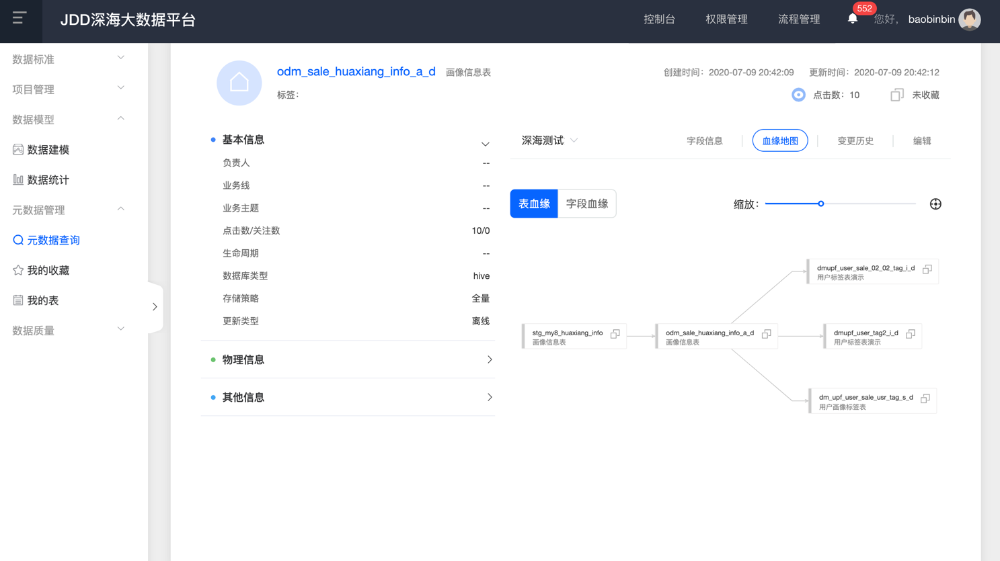 JDD深海大数据平台
控制台
权限管理
流程管理
552
您好，
baobinbin
数据标准
项目管理
数据模型
数据建模
数据统计
元数据管理
元数据查询
我的收藏
我的表
数据质量
odm_sale_huaxiang_info_a_d 画像信息表
标签：
创建时间：2020-07-09 20:42:09
更新时间：2020-07-09 20:42:12
点击数：10
未收藏
基本信息
负责人 --
业务线 --
业务主题 --
点击数/关注数 10/0
生命周期 --
数据库类型 hive
存储策略 全量
更新类型 离线
物理信息
其他信息
深海测试
字段信息
血缘地图
变更历史
编辑
表血缘
字段血缘
缩放：
dmupf_user_sale_02_02_tag_i_d
用户标签表演示
stg_my8_huaxiang_info
画像信息表
odm_sale_huaxiang_info_a_d
画像信息表
dmupf_user_tag2_i_d
用户标签表演示
dm_upf_user_sale_usr_tag_s_d
用户画像标签表